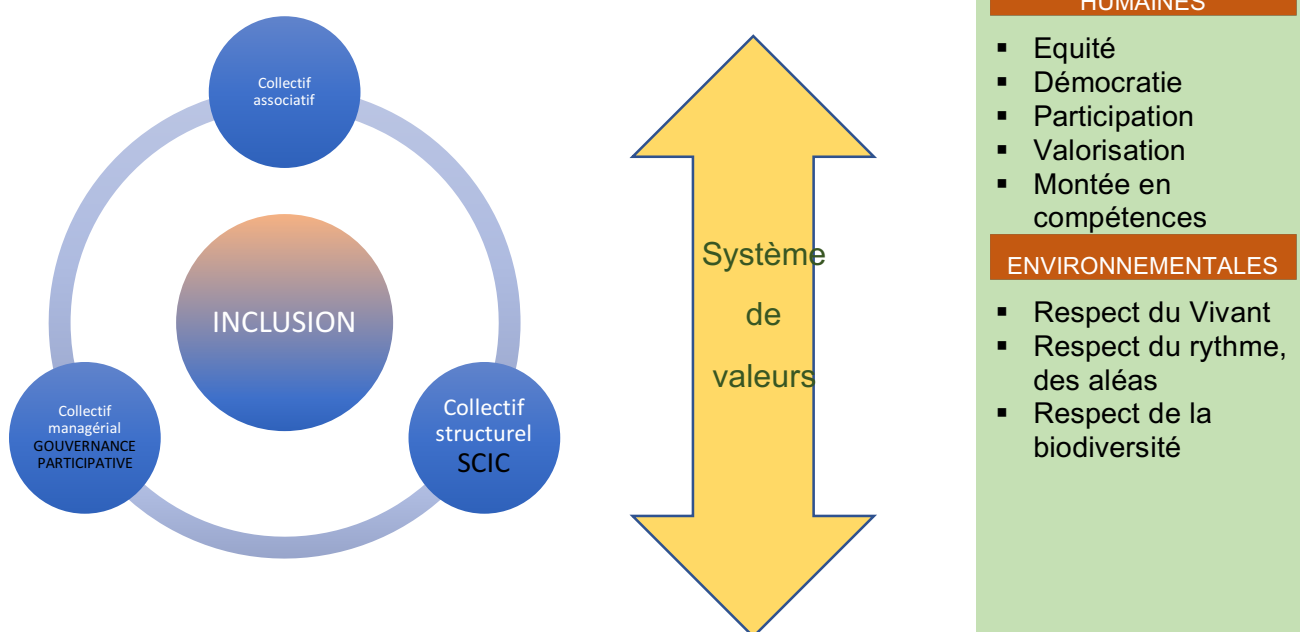 Collectif
associatif
INCLUSION
Collectif
managérial
GOUVERNANCE
PARTICIPATIVE
Collectif
structurel
SCIC
Système
de
valeurs
HUMAINES
▪ Equité
▪ Démocratie
▪ Participation
▪ Valorisation
▪ Montée en
compétences
ENVIRONNEMENTALES
▪ Respect du Vivant
▪ Respect du rythme,
des aléas
▪ Respect de la
biodiversité